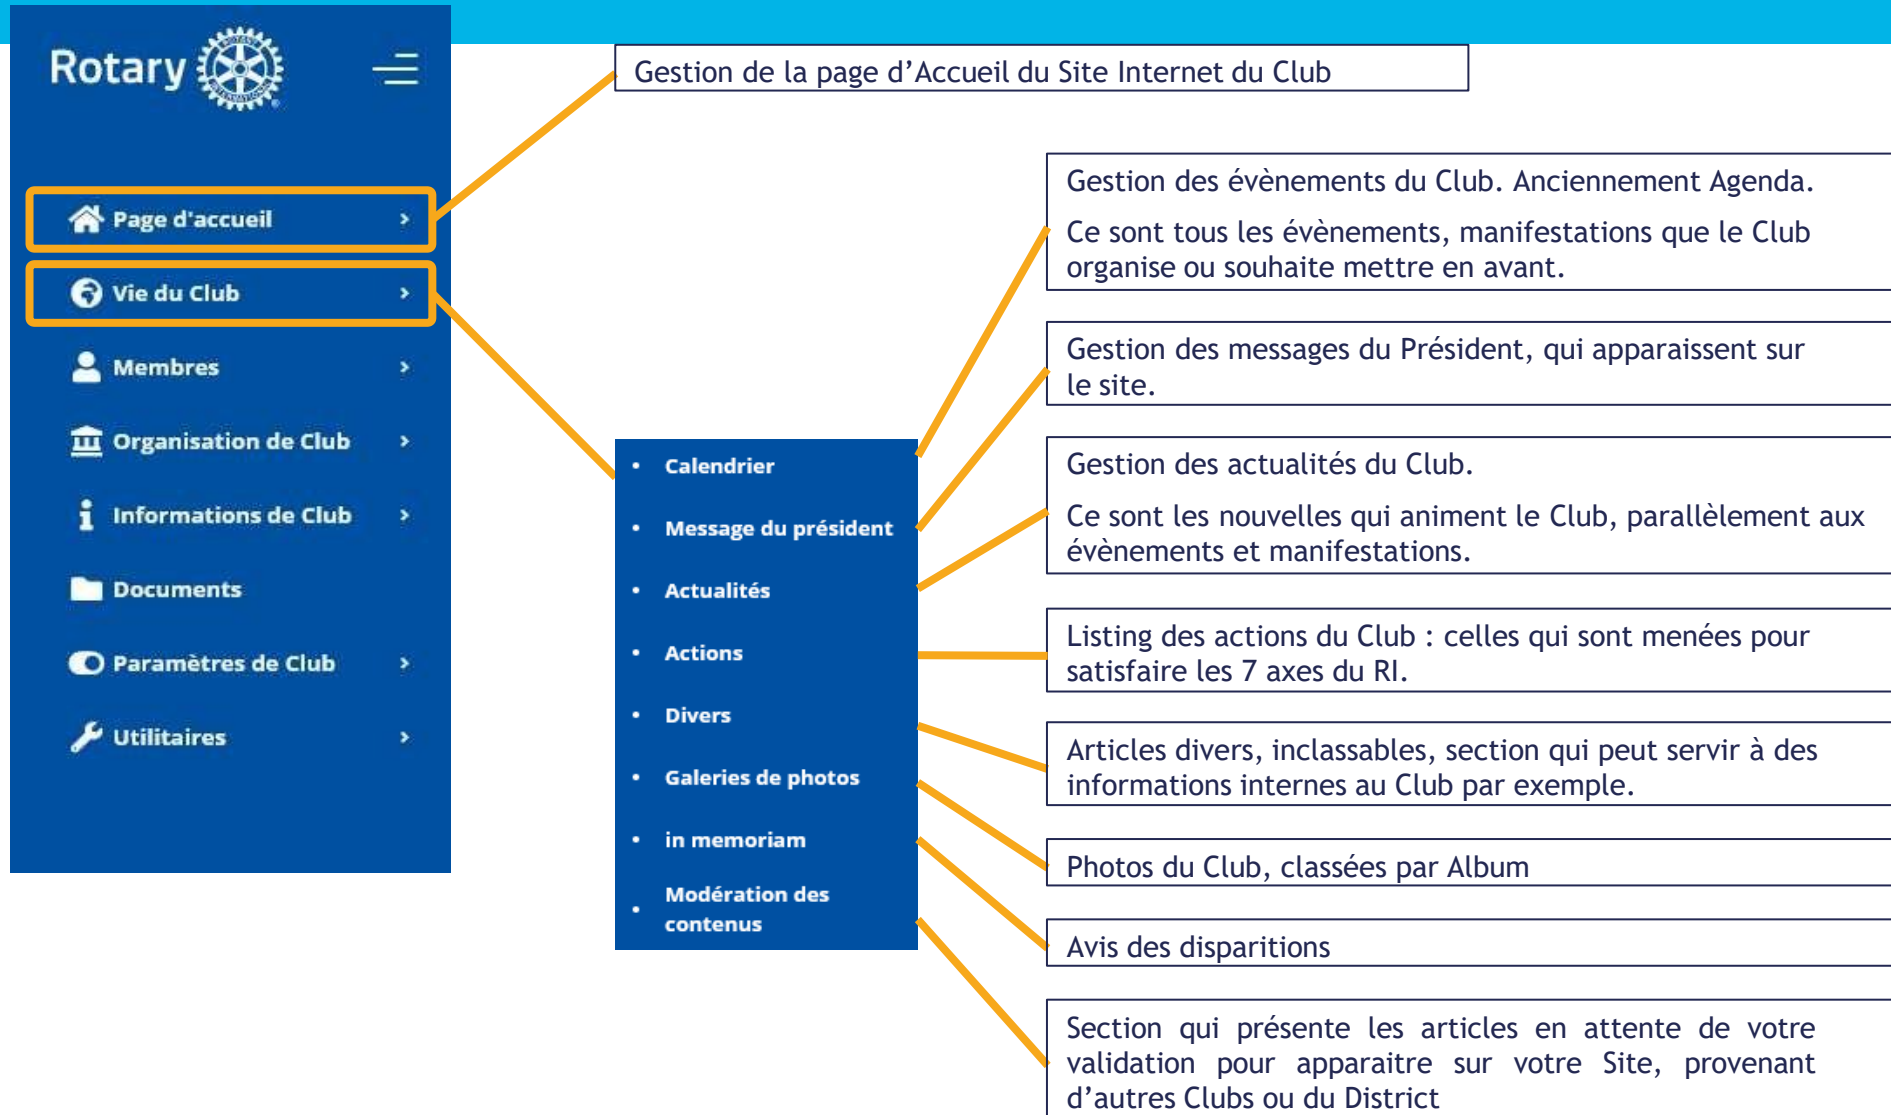 Rotary
Page d'accueil
Vie du Club
Membres
Organisation de Club
Informations de Club
Documents
Paramètres de Club
Utilitaires
Gestion de la page d’Accueil du Site Internet du Club
• Calendrier
• Message du président
• Actualités
• Actions
• Divers
• Galeries de photos
• in memoriam
• Modération des
contenus
Gestion des évènements du Club. Anciennement Agenda.
Ce sont tous les évènements, manifestations que le Club
organise ou souhaite mettre en avant.
Gestion des messages du Président, qui apparaissent sur
le site.
Gestion des actualités du Club.
Ce sont les nouvelles qui animent le Club, parallèlement aux
évènements et manifestations.
Listing des actions du Club : celles qui sont menées pour
satisfaire les 7 axes du RI.
Articles divers, inclassables, section qui peut servir à des
informations internes au Club par exemple.
Photos du Club, classées par Album
Avis des disparitions
Section qui présente les articles en attente de votre
validation pour apparaitre sur votre Site, provenant
d’autres Clubs ou du District